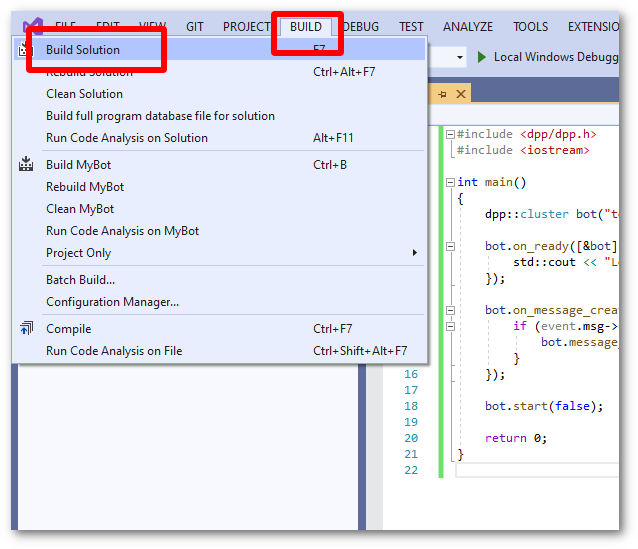 FILE EDIT VIEW GIT PROJECT BUILD DEBUG TEST ANALYZE TOOLS EXTENSIO
Build Solution F7
Rebuild Solution Ctrl+Alt+F7
Clean Solution
Build full program database file for solution
Run Code Analysis on Solution Alt+F11
Build MyBot Ctrl+B
Rebuild MyBot
Clean MyBot
Run Code Analysis on MyBot
Project Only
Batch Build...
Configuration Manager...
Compile Ctrl+F7
Run Code Analysis on File Ctrl+Shift+Alt+F7
Local Windows Debugg
#include <dpp/dpp.h>
#include <iostream>
int main()
{
dpp::cluster bot("to
bot.on_ready([&bot]
std::cout << "Lo
});
bot.on_message_crea
if (event.msg->
bot.message_
16 }
17 });
18 bot.start(false);
19
20 return 0;
21 }
22